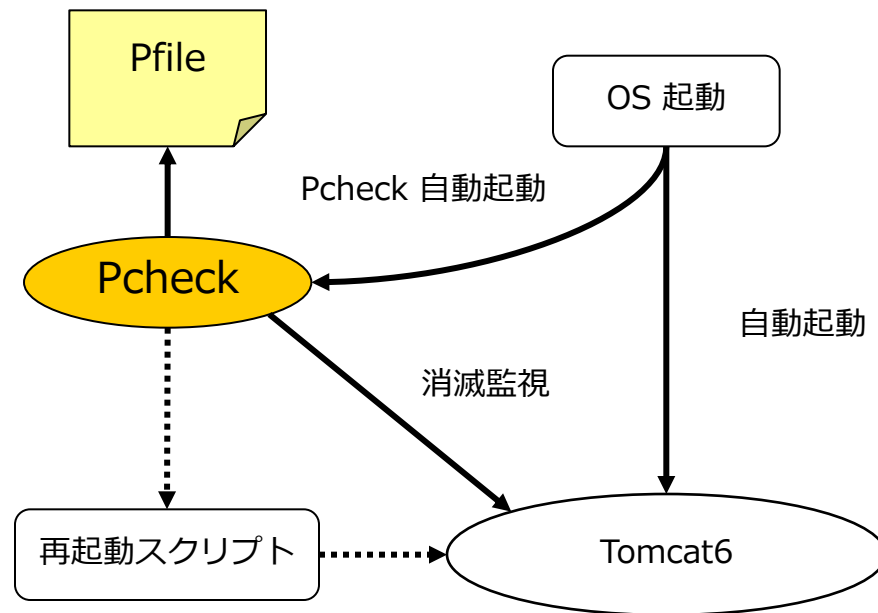 Pfile
OS 起動
Pcheck 自動起動
Pcheck
自動起動
消滅監視
再起動スクリプト
Tomcat6